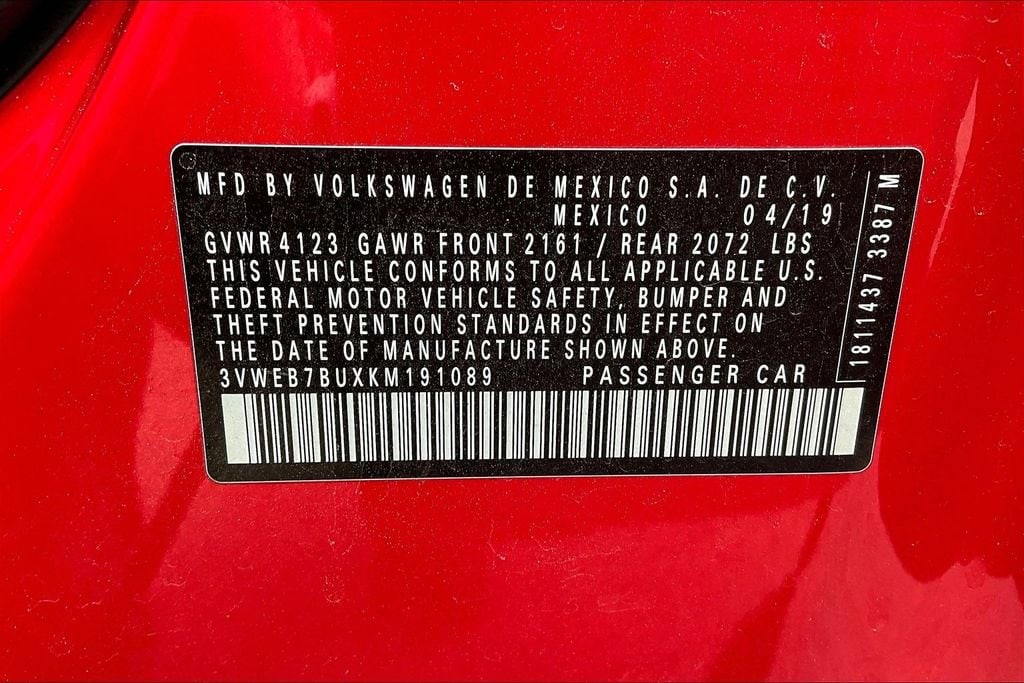 MFD BY VOLKSWAGEN DE MEXICO S.A. DE C.V.
MEXICO 04/19
GVWR 4123 GAWR FRONT 2161 / REAR 2072 LBS
THIS VEHICLE CONFORMS TO ALL APPLICABLE U.S.
FEDERAL MOTOR VEHICLE SAFETY, BUMPER AND
THEFT PREVENTION STANDARDS IN EFFECT ON
THE DATE OF MANUFACTURE SHOWN ABOVE.
3VWEB7BUXKM191089 PASSENGER CAR
1811437 3387 M